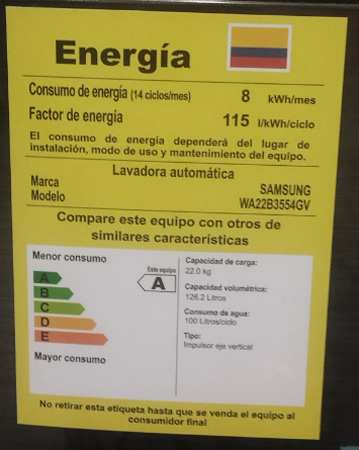 Energía
Consumo de energía (14 ciclos/mes) 8 kWh/mes
Factor de energía 115 l/kWh/ciclo
El consumo de energía dependerá del lugar de
instalación, modo de uso y mantenimiento del equipo.
Lavadora automática
Marca SAMSUNG
Modelo WA22B3554GV
Compare este equipo con otros de
similares características
Menor consumo
A
B
C
D
E
Mayor consumo
Este equipo
A
Capacidad de carga:
22.0 kg
Capacidad volumétrica:
126.2 Litros
Consumo de agua:
100 Litros/ciclo
Tipo:
Impulsor eje vertical
No retirar esta etiqueta hasta que se venda el equipo al
consumidor final